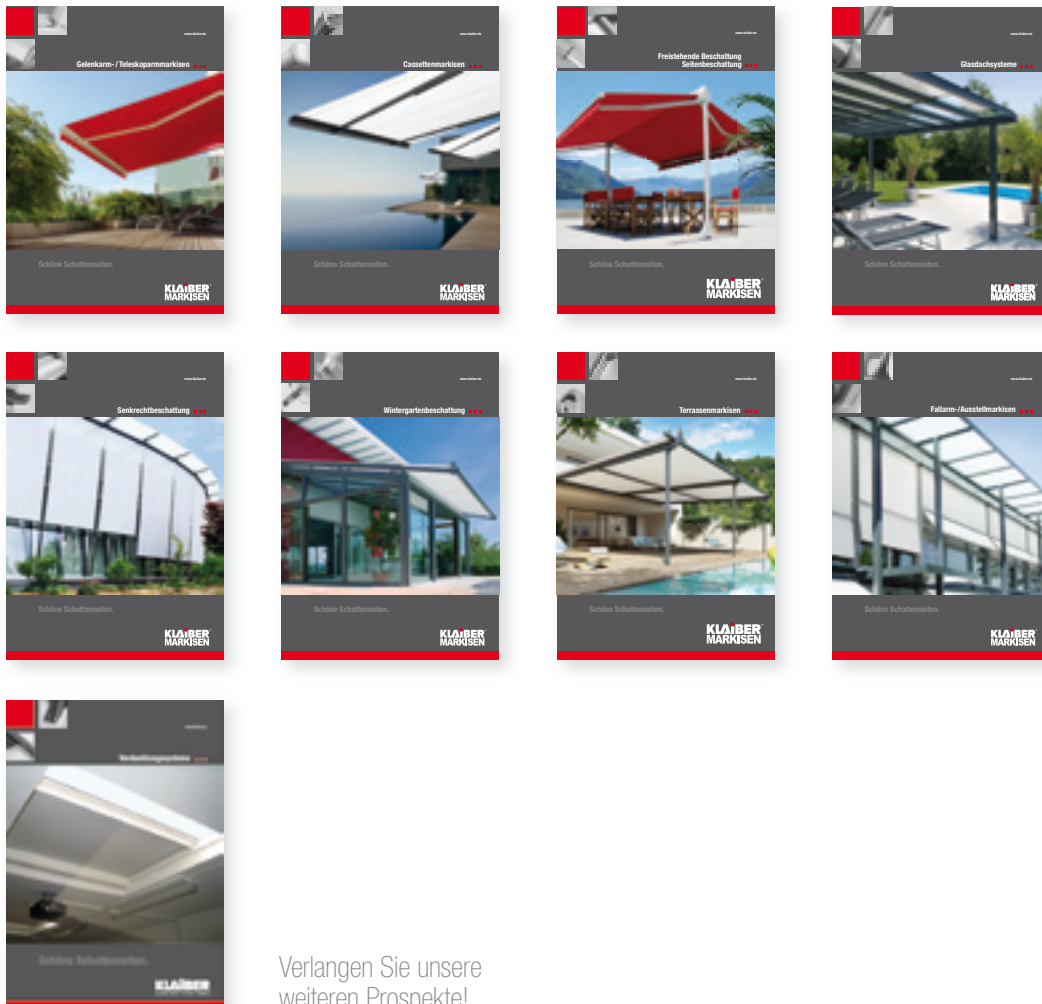 www.klaiber.de
Gelenkarm-/Teleskoparmmarkisen
Schöne Schattenseiten.
KLAIBER
MARKISEN
www.klaiber.de
Cassettenmarkisen
Schöne Schattenseiten.
KLAIBER
MARKISEN
www.klaiber.de
Freistehende Beschattung
Seitenbeschattung
Schöne Schattenseiten.
KLAIBER
MARKISEN
www.klaiber.de
Glasdachsysteme
Schöne Schattenseiten.
KLAIBER
MARKISEN
www.klaiber.de
Senkrechtbeschattung
Schöne Schattenseiten.
KLAIBER
MARKISEN
www.klaiber.de
Wintergartenbeschattung
Schöne Schattenseiten.
KLAIBER
MARKISEN
www.klaiber.de
Terrassenmarkisen
Schöne Schattenseiten.
KLAIBER
MARKISEN
www.klaiber.de
Fallarm-/Ausstellmarkisen
Schöne Schattenseiten.
KLAIBER
MARKISEN
Schöne Schattenseiten.
KLAIBER
Verlangen Sie unsere
weiteren Prospekte!